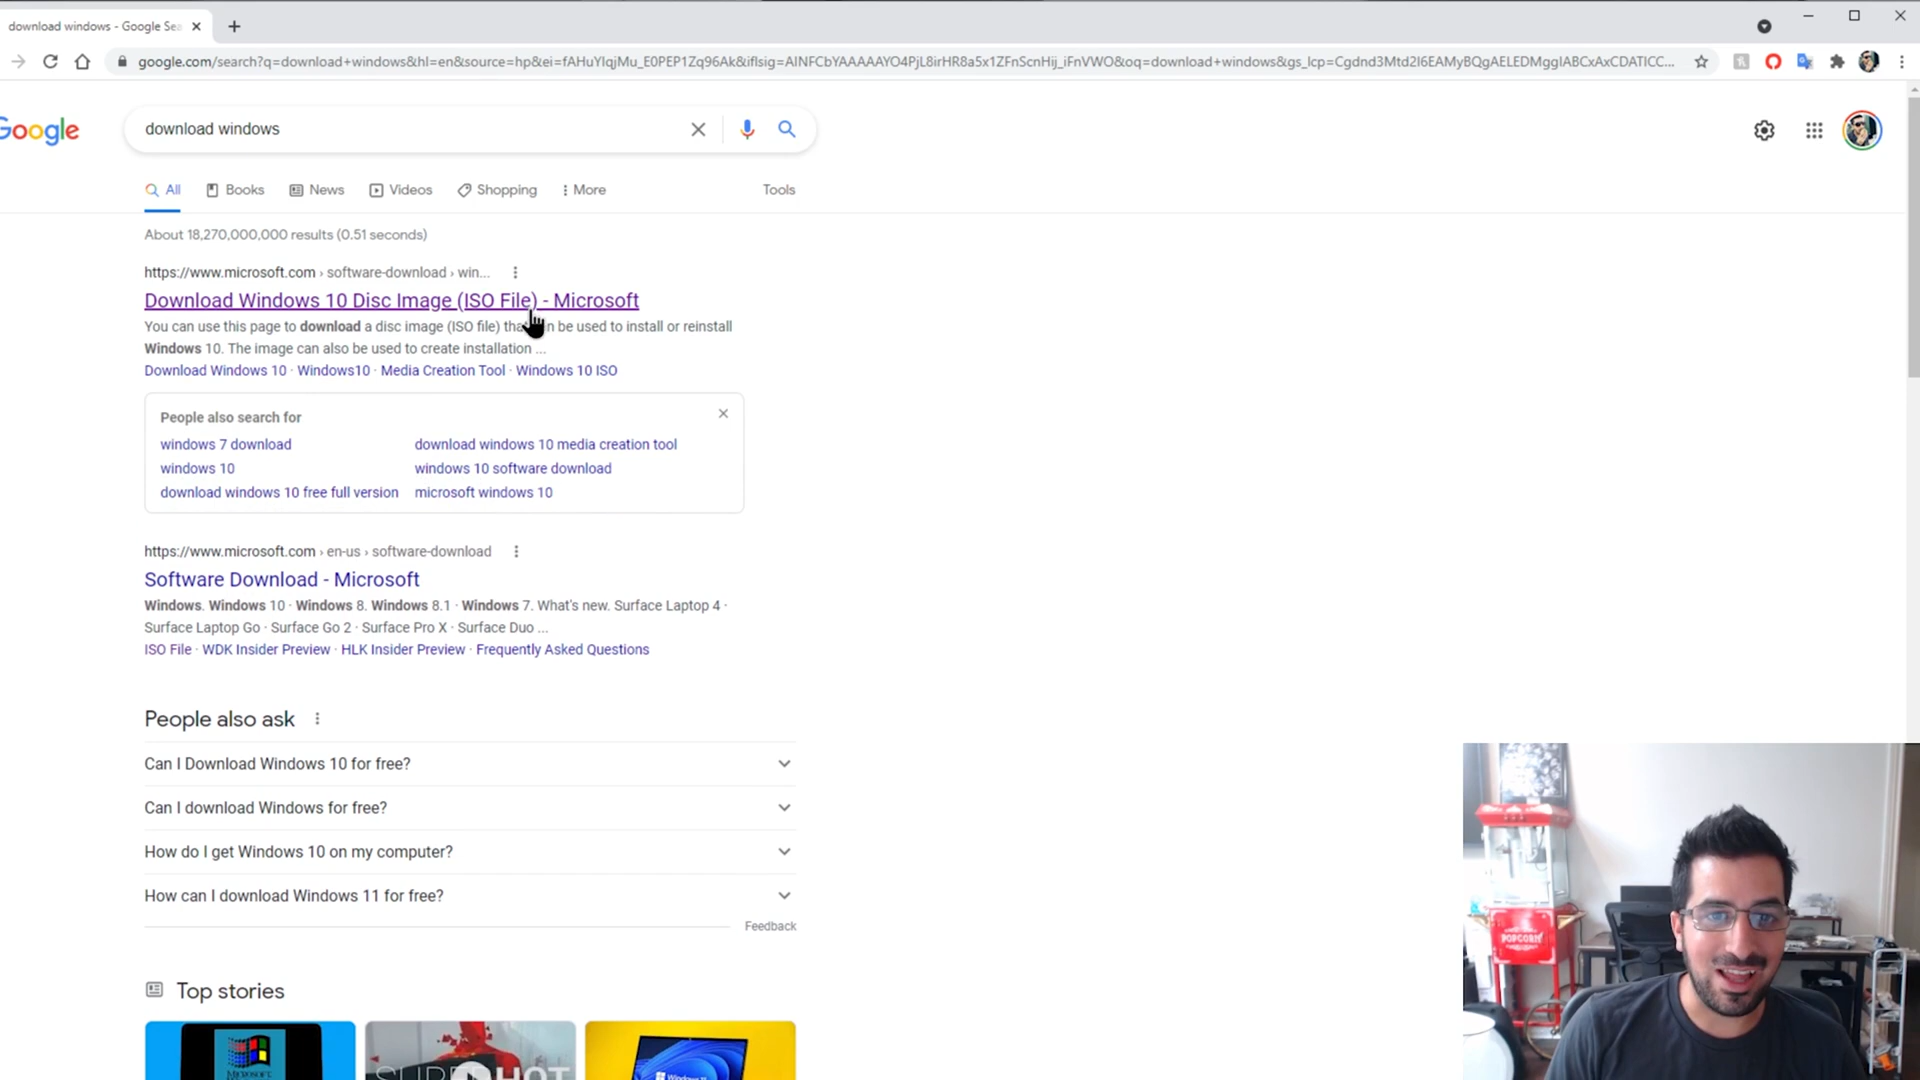 download windows - Google Sea
google.com/search?q=download+windows&hl=en&source=hp&ei=fAHuYIqjMu_E0PEP1Zq96Ak&iflsig=AINFCbYAAAAAYO4PjL8irHR8a5x1ZFnScnHij_iFnVWO&oq=download+windows&gs_lcp=Cgdnd3Mtd2l6EAMyBQgAELEDMggIABCxAxCDATICC...
Google
download windows
All Books News Videos Shopping More Tools
About 18,270,000,000 results (0.51 seconds)
https://www.microsoft.com › software-download › win...
Download Windows 10 Disc Image (ISO File) - Microsoft
You can use this page to download a disc image (ISO file) that can be used to install or reinstall
Windows 10. The image can also be used to create installation ...
Download Windows 10 · Windows10 · Media Creation Tool · Windows 10 ISO
People also search for
windows 7 download download windows 10 media creation tool
windows 10 windows 10 software download
download windows 10 free full version microsoft windows 10
https://www.microsoft.com › en-us › software-download
Software Download - Microsoft
Windows. Windows 10 · Windows 8. Windows 8.1 · Windows 7. What's new. Surface Laptop 4 ·
Surface Laptop Go · Surface Go 2 · Surface Pro X · Surface Duo ...
ISO File · WDK Insider Preview · HLK Insider Preview · Frequently Asked Questions
People also ask
Can I Download Windows 10 for free?
Can I download Windows for free?
How do I get Windows 10 on my computer?
How can I download Windows 11 for free?
Feedback
Top stories
MICROSOFT
SUPERHOT
Windows 11
POPCORN